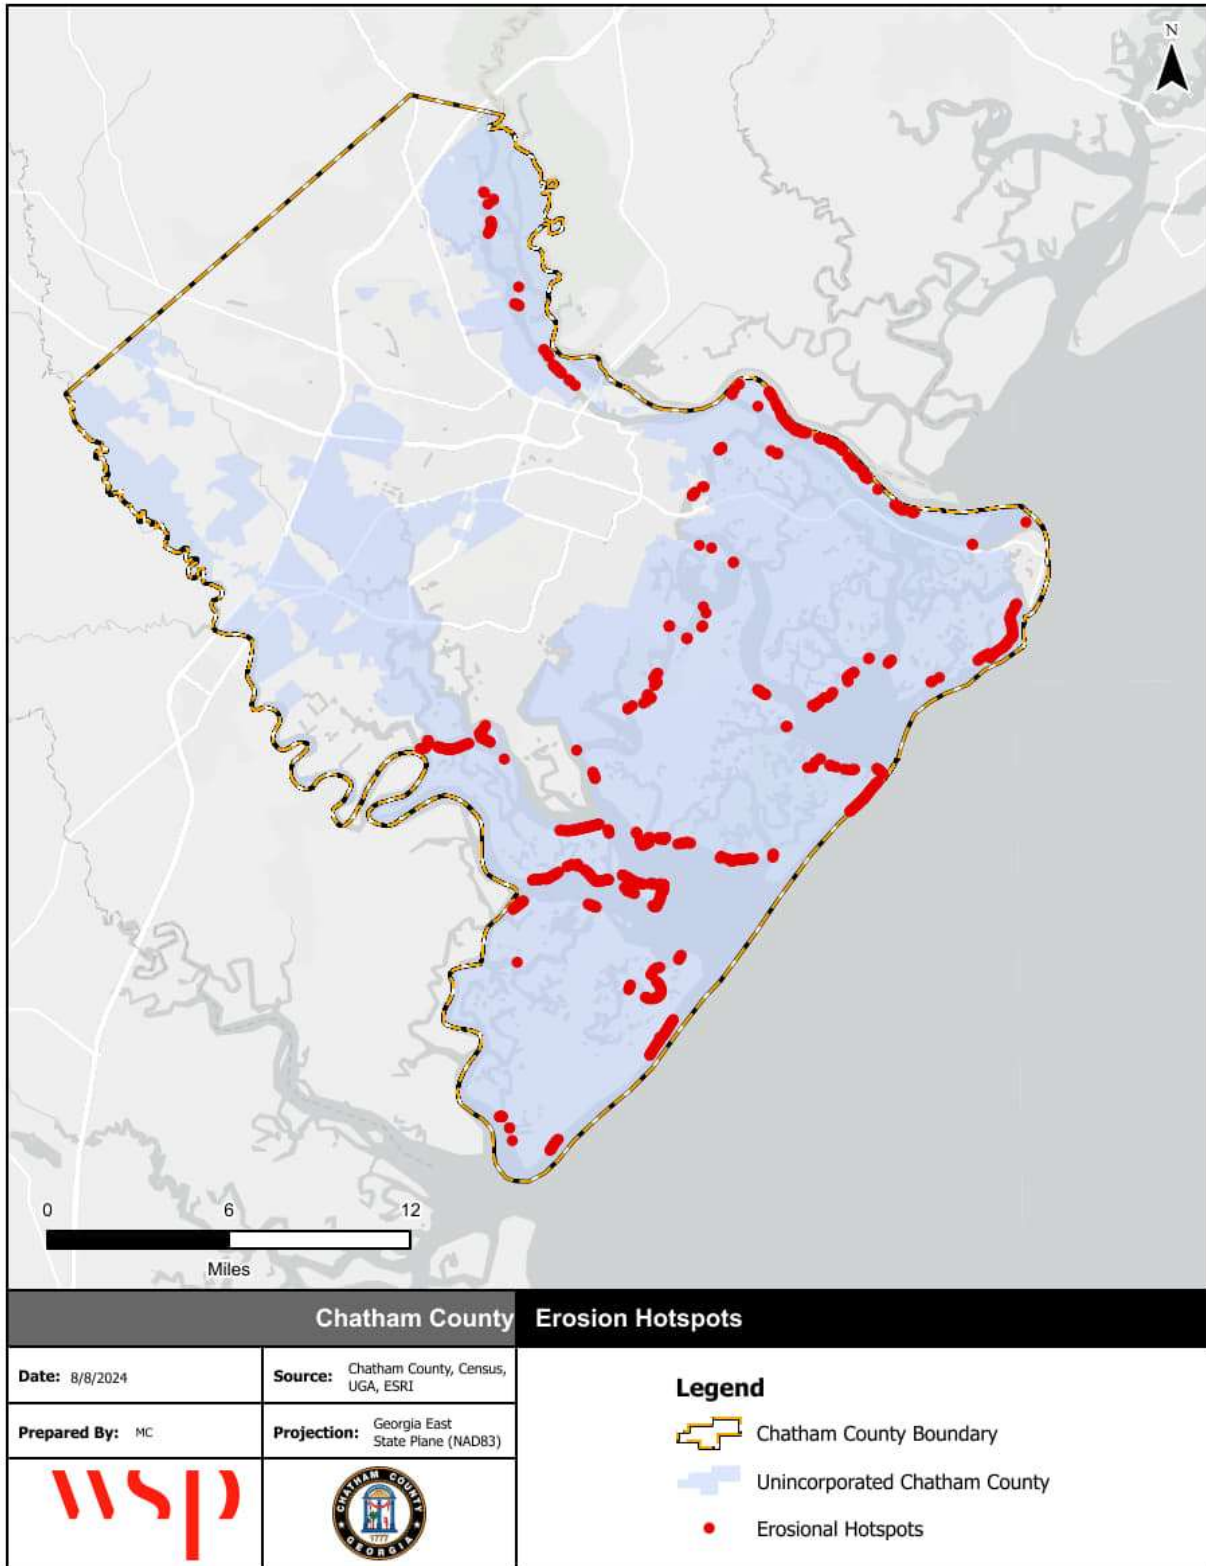 N
0 6 12
Miles
Chatham County Erosion Hotspots
Date: 8/8/2024
Source: Chatham County, Census,
UGA, ESRI
Prepared By: MC
Projection: Georgia East
State Plane (NAD83)
wsp
CHATHAM COUNTY
1777
GEORGIA
Legend
Chatham County Boundary
Unincorporated Chatham County
Erosional Hotspots